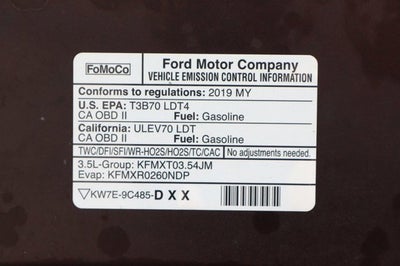 FoMoCo
Ford Motor Company
VEHICLE EMISSION CONTROL INFORMATION
Conforms to regulations: 2019 MY
U.S. EPA: T3B70 LDT4
CA OBD II Fuel: Gasoline
California: ULEV70 LDT
CA OBD II Fuel: Gasoline
TWC/DFI/SFI/WR-HO2S/HO2S/TC/CAC No adjustments needed.
3.5L-Group: KFMXT03.54JM
Evap: KFMXR0260NDP
▽KW7E-9C485-DXX